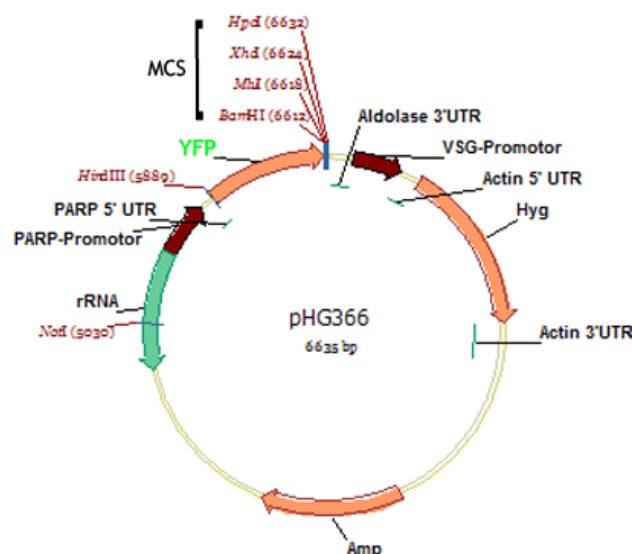 HpaI (6632)
XhoI (6624)
MCS
MluI (6618)
BamHI (6612)
Aldolase 3'UTR
YFP
VSG-Promotor
HindIII (5889)
Actin 5' UTR
PARP 5' UTR
Hyg
PARP-Promotor
rRNA
pHG366
NotI (5030)
6635 bp
Actin 3'UTR
Amp